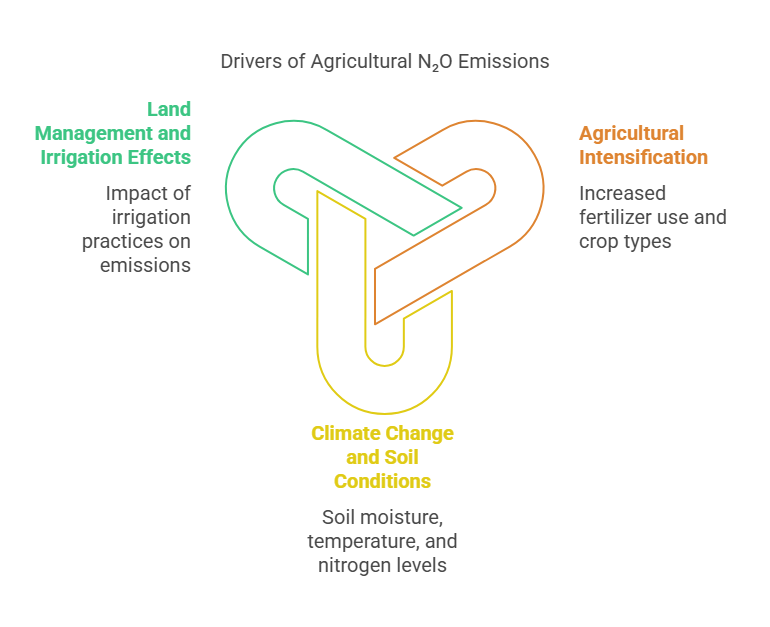 Drivers of Agricultural N₂O Emissions
Land
Management and
Irrigation Effects
Impact of
irrigation
practices on
emissions
Agricultural
Intensification
Increased
fertilizer use and
crop types
Climate Change
and Soil
Conditions
Soil moisture,
temperature, and
nitrogen levels